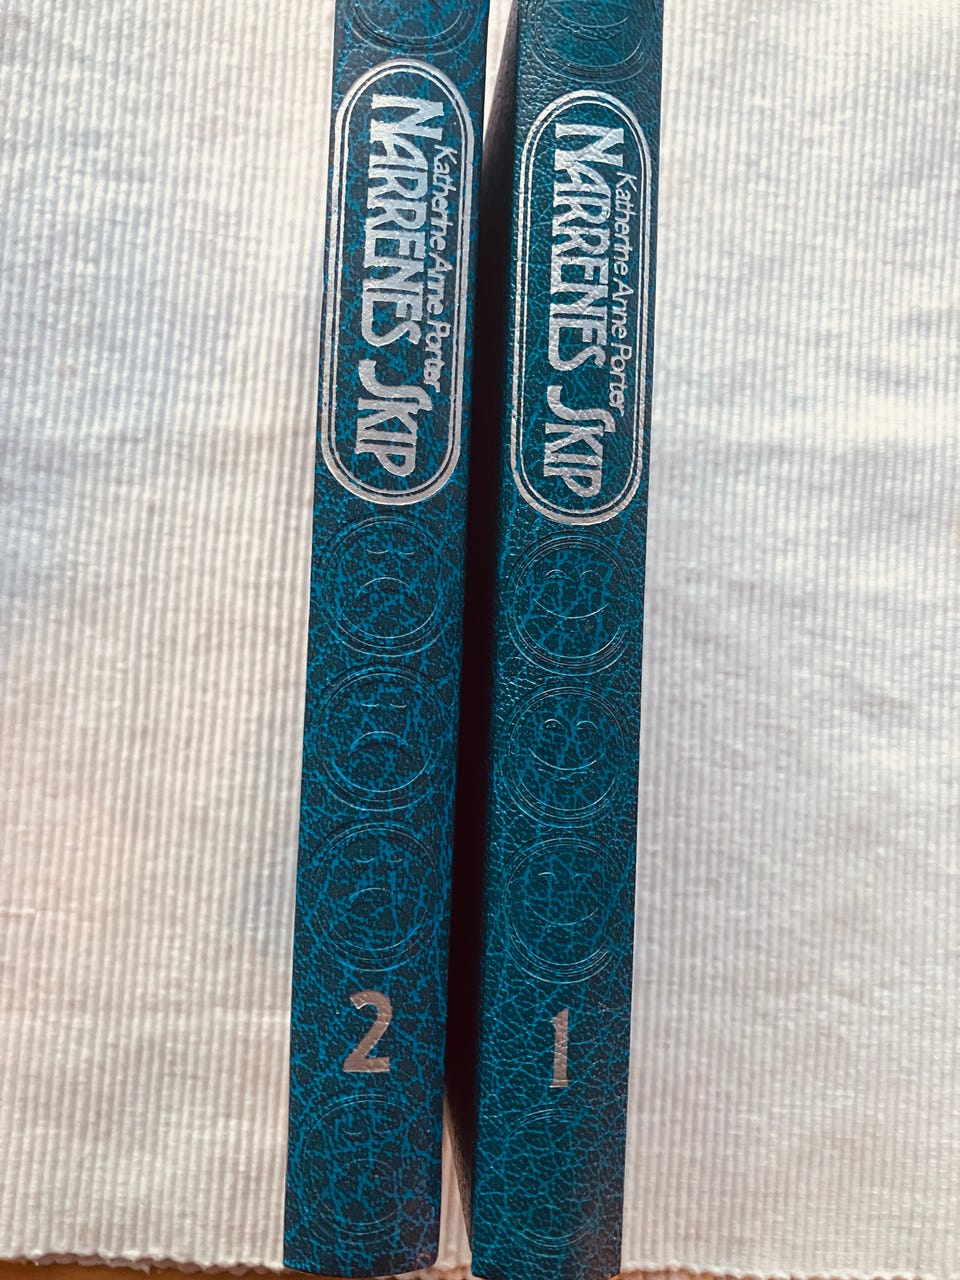 Katherine Anne Porter
NARRENES SKIP
2
Katherine Anne Porter
NARRENES SKIP
1